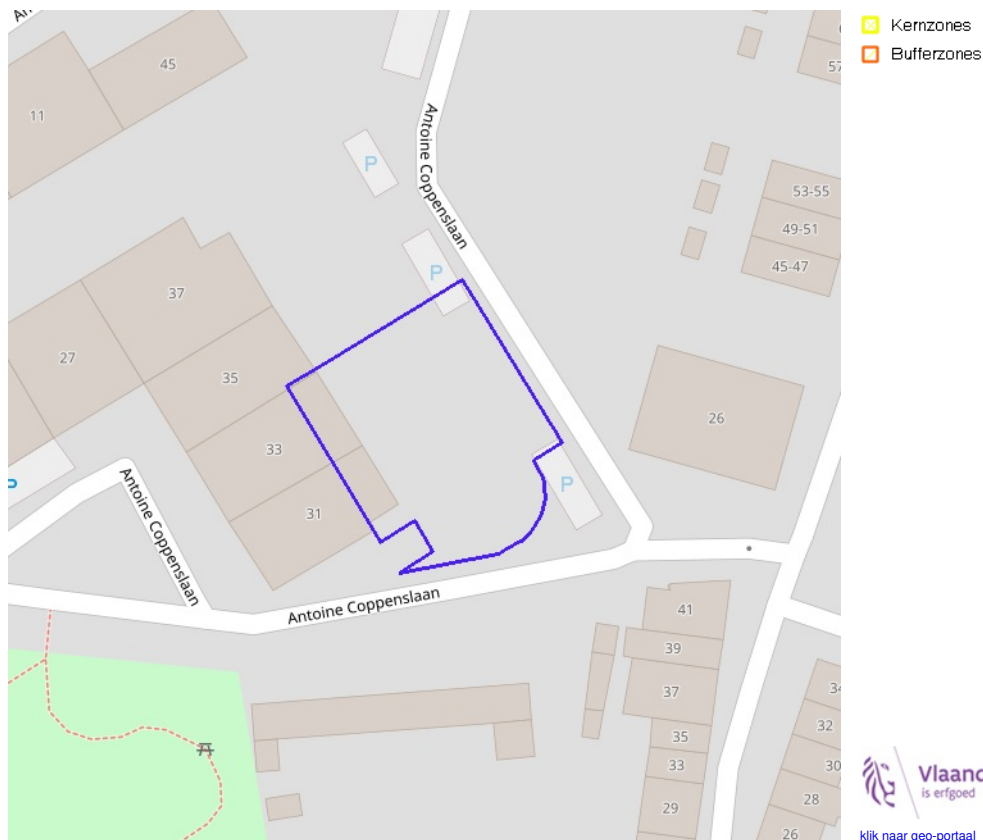 An
Kernzones
Bufferzones
45
57
11
P
Antoine Coppenslaan
53-55
49-51
45-47
P
37
27
35
26
33
P
P
31
Antoine Coppenslaan
Antoine Coppenslaan
41
39
37
34
32
35
33
30
28
29
26
Vlaand
is erfgoed
klik naar geo-portaal